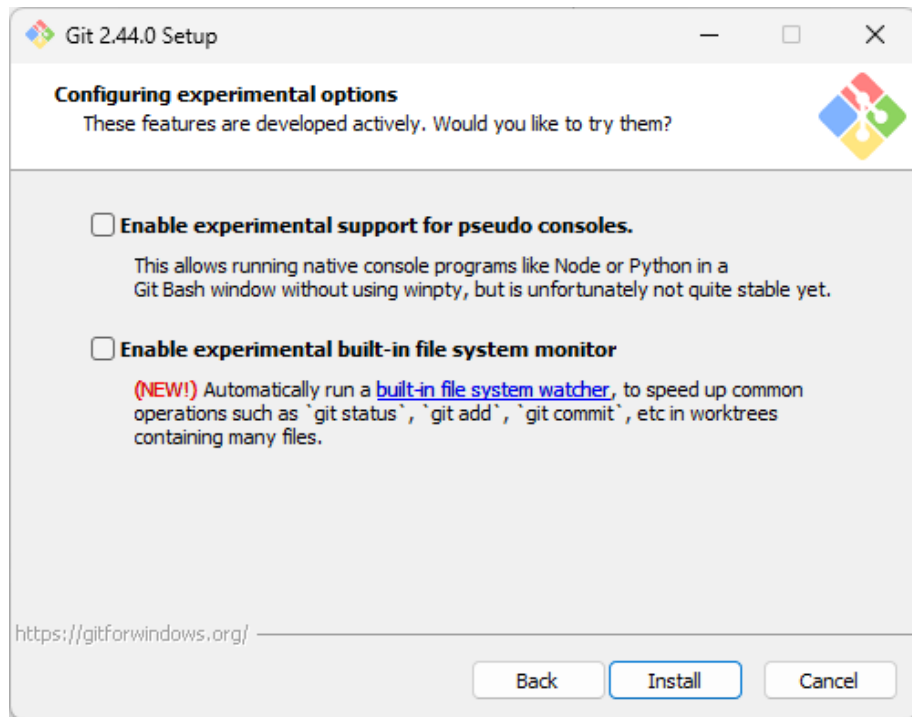 Git 2.44.0 Setup
Configuring experimental options
These features are developed actively. Would you like to try them?
Enable experimental support for pseudo consoles.
This allows running native console programs like Node or Python in a
Git Bash window without using winpty, but is unfortunately not quite stable yet.
Enable experimental built-in file system monitor
(NEW!) Automatically run a built-in file system watcher, to speed up common
operations such as `git status`, `git add`, `git commit`, etc in worktrees
containing many files.
https://gitforwindows.org/
Back Install Cancel